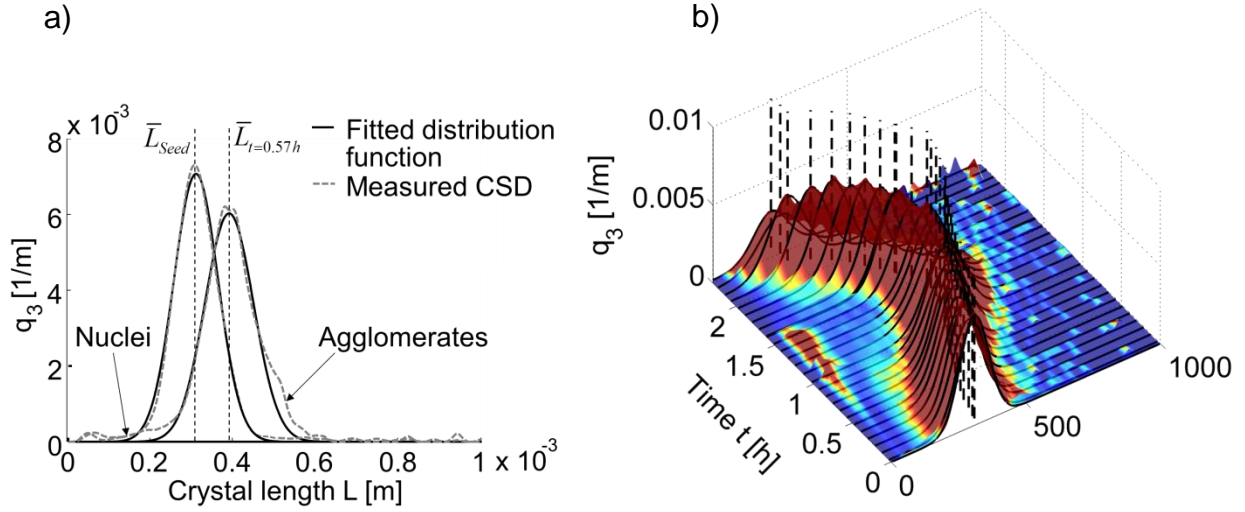 a)
x 10⁻³
8
6
4
2
0
q₃ [1/m]
L̄Seed
L̄t=0.57h
Fitted distribution
function
Measured CSD
Nuclei
Agglomerates
0 0.2 0.4 0.6 0.8 1 x 10⁻³
Crystal length L [m]
b)
0.01
0.005
0
q₃ [1/m]
2
1.5
1
0.5
0
Time t [h]
0
500
1000